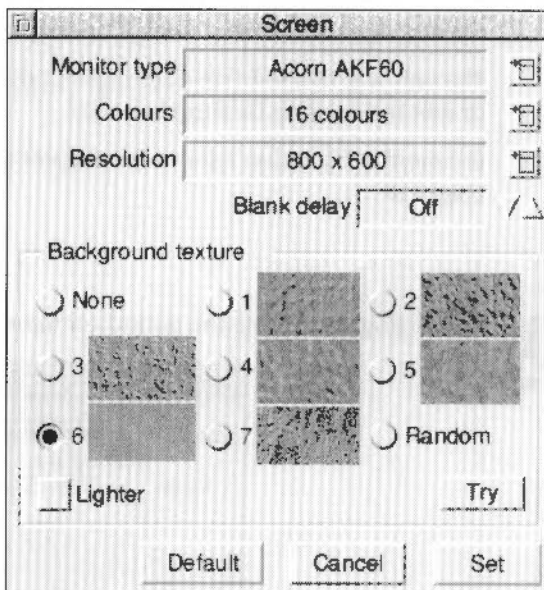 Screen
Monitor type Acorn AKF60
Colours 16 colours
Resolution 800 x 600
Blank delay Off
Background texture
None 1 2
3 4 5
6 7 Random
Lighter Try
Default Cancel Set